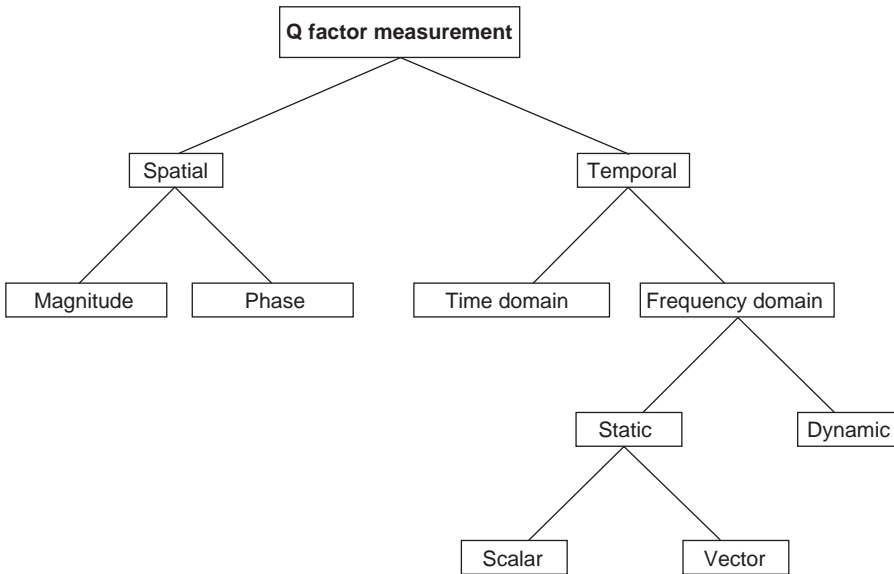 Q factor measurement
Spatial
Temporal
Magnitude
Phase
Time domain
Frequency domain
Static
Dynamic
Scalar
Vector